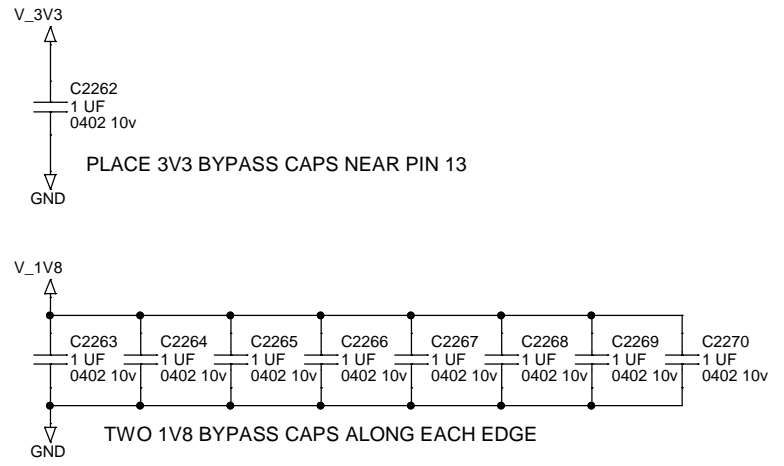 V_3V3
C2262
1 UF
0402 10v
PLACE 3V3 BYPASS CAPS NEAR PIN 13
GND
V_1V8
C2263 C2264 C2265 C2266 C2267 C2268 C2269 C2270
1 UF 1 UF 1 UF 1 UF 1 UF 1 UF 1 UF 1 UF
0402 10v 0402 10v 0402 10v 0402 10v 0402 10v 0402 10v 0402 10v 0402 10v
TWO 1V8 BYPASS CAPS ALONG EACH EDGE
GND